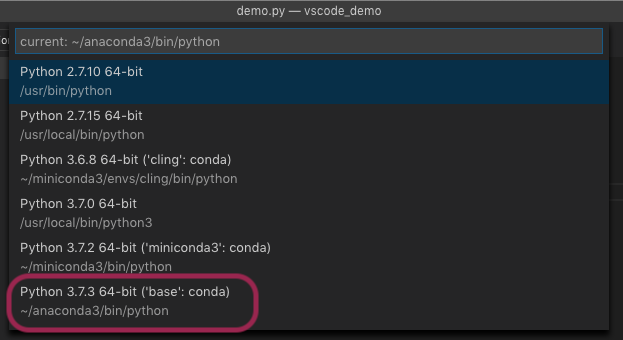 demo.py — vscode_demo
current: ~/anaconda3/bin/python
Python 2.7.10 64-bit
/usr/bin/python
Python 2.7.15 64-bit
/usr/local/bin/python
Python 3.6.8 64-bit ('cling': conda)
~/miniconda3/envs/cling/bin/python
Python 3.7.0 64-bit
/usr/local/bin/python3
Python 3.7.2 64-bit ('miniconda3': conda)
~/miniconda3/bin/python
Python 3.7.3 64-bit ('base': conda)
~/anaconda3/bin/python